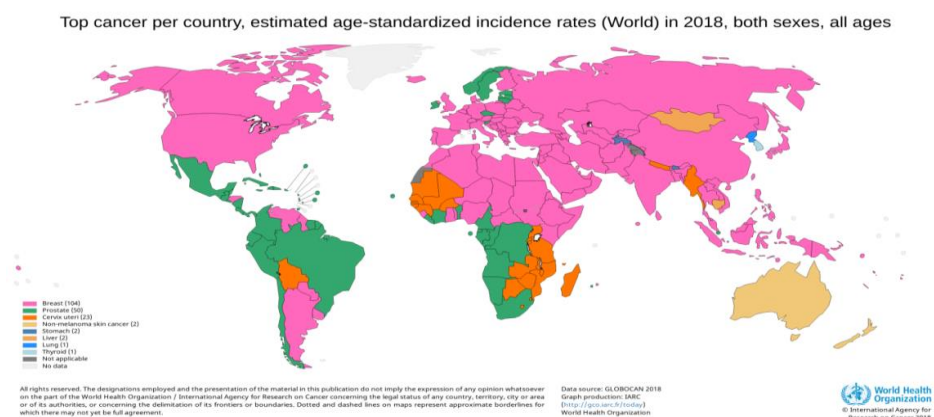 Top cancer per country, estimated age-standardized incidence rates (World) in 2018, both sexes, all ages
Breast (104)
Prostate (50)
Cervix uteri (23)
Non-melanoma skin cancer (2)
Stomach (2)
Liver (2)
Lung (1)
Thyroid (1)
Not applicable
No data
All rights reserved. The designations employed and the presentation of the material in this publication do not imply the expression of any opinion whatsoever
on the part of the World Health Organization / International Agency for Research on Cancer concerning the legal status of any country, territory, city or area
or of its authorities, or concerning the delimitation of its frontiers or boundaries. Dotted and dashed lines on maps represent approximate borderlines for
which there may not yet be full agreement.
Data source: GLOBOCAN 2018
Graph production: IARC
(http://gco.iarc.fr/today)
World Health Organization
World Health
Organization
© International Agency for